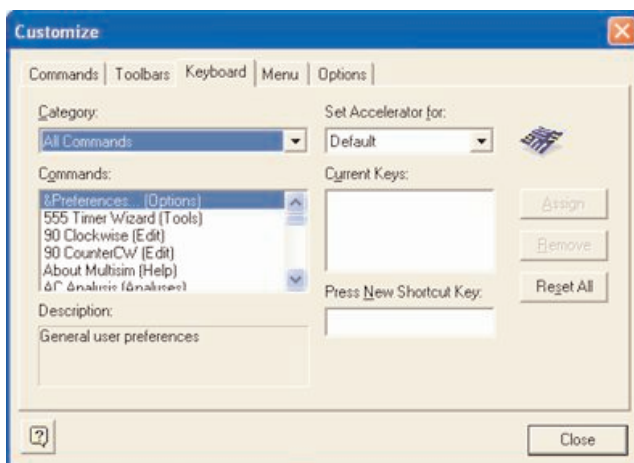 Customize
Commands Toolbars Keyboard Menu Options
Category:
All Commands
Commands:
&Preferences... (Options)
555 Timer Wizard (Tools)
90 Clockwise (Edit)
90 CounterCW (Edit)
About Multisim (Help)
AC Analysis (Analyses)
Description:
General user preferences
Set Accelerator for:
Default
Current Keys:
Press New Shortcut Key:
Assign
Remove
Reset All
Close